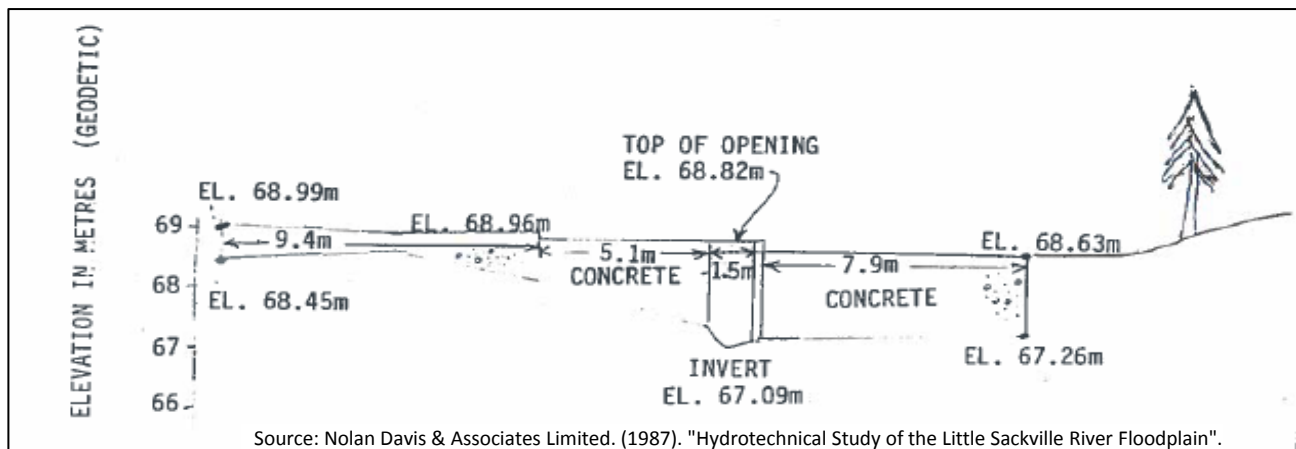 ELEVATION IN METRES (GEODETIC)
TOP OF OPENING
EL. 68.82m
EL. 68.99m
69
EL. 68.96m
9.4m
EL. 68.63m
5.1m
1.5m
7.9m
CONCRETE
CONCRETE
68
EL. 68.45m
67
INVERT
EL. 67.09m
EL. 67.26m
66
Source: Nolan Davis & Associates Limited. (1987). "Hydrotechnical Study of the Little Sackville River Floodplain".